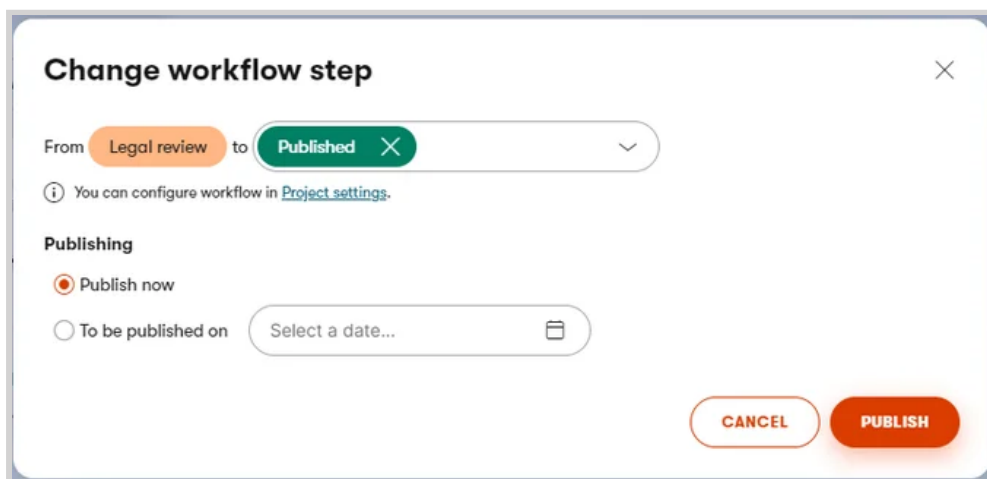 Change workflow step
From Legal review to Published
You can configure workflow in Project settings.
Publishing
Publish now
To be published on Select a date...
CANCEL PUBLISH